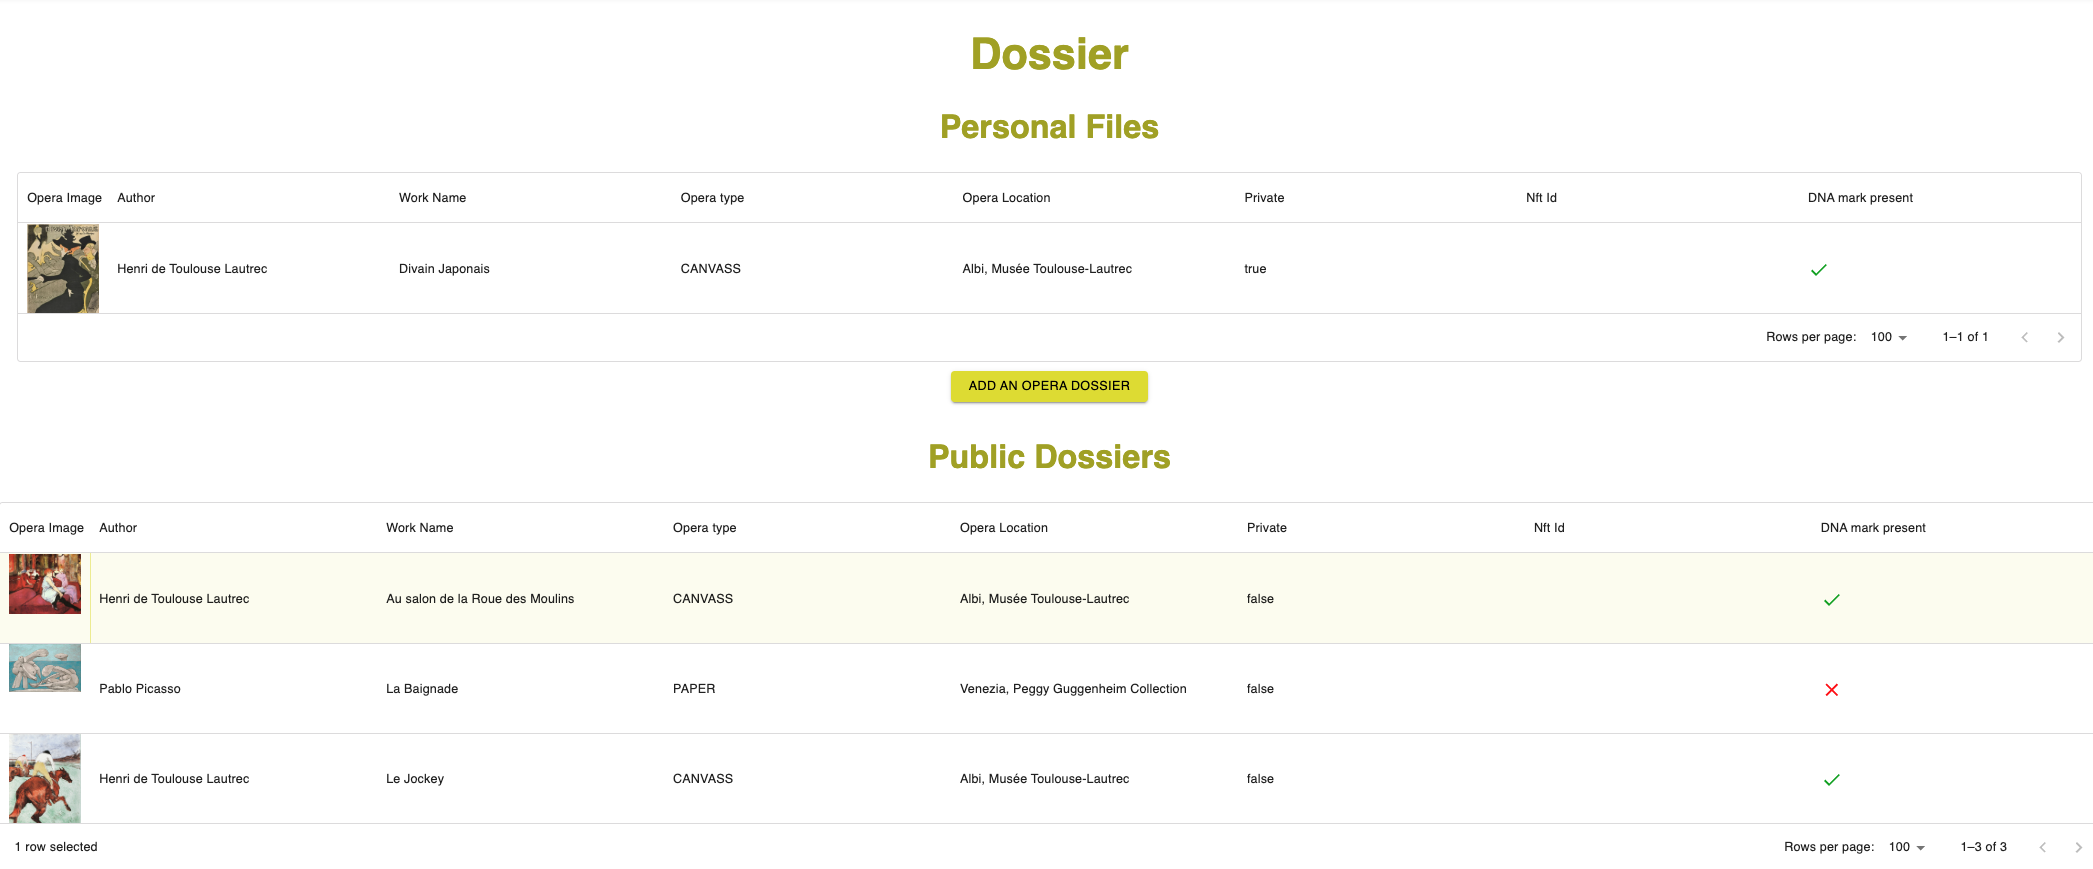 Dossier
Personal Files
Opera Image Author Work Name Opera type Opera Location Private Nft Id DNA mark present
Henri de Toulouse Lautrec Divain Japonais CANVASS Albi, Musée Toulouse-Lautrec true
Rows per page: 100 1–1 of 1
ADD AN OPERA DOSSIER
Public Dossiers
Opera Image Author Work Name Opera type Opera Location Private Nft Id DNA mark present
Henri de Toulouse Lautrec Au salon de la Roue des Moulins CANVASS Albi, Musée Toulouse-Lautrec false
Pablo Picasso La Baignade PAPER Venezia, Peggy Guggenheim Collection false
Henri de Toulouse Lautrec Le Jockey CANVASS Albi, Musée Toulouse-Lautrec false
1 row selected Rows per page: 100 1–3 of 3